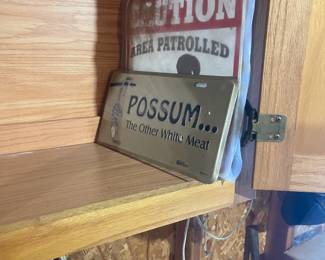 CAUTION
AREA PATROLLED
POSSUM...
The Other White Meat